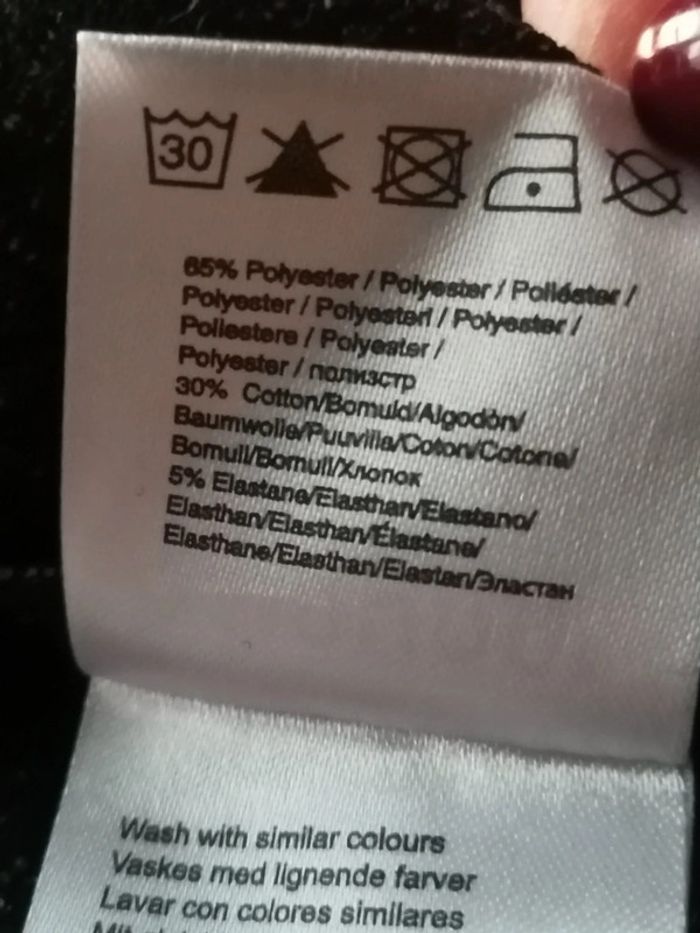 30
65% Polyester / Polyester / Poliéster /
Polyester / Polyesteri / Polyester /
Poliestere / Polyester /
Polyester / полиэстр
30% Cotton/Bomuld/Algodòn/
Baumwolle/Puuvilla/Coton/Cotone/
Bomull/Bomull/Хлопок
5% Elastane/Elasthan/Elastano/
Elasthan/Elasthan/Élastane/
Elasthane/Elasthan/Elastan/Эластан
Wash with similar colours
Vaskes med lignende farver
Lavar con colores similares